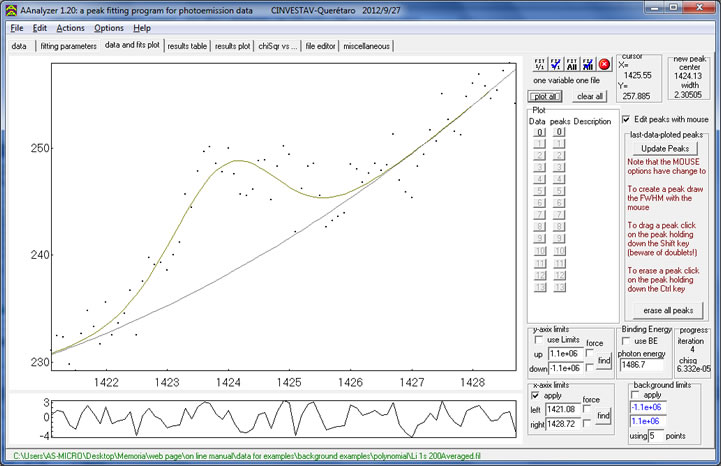 AAnalyzer 1.20: a peak fitting program for photoemission data CINVESTAV-Querétaro 2012/9/27
File Edit Actions Options Help
data fitting parameters data and fits plot results table results plot chiSqr vs ... file editor miscellaneous
250
240
230
1422 1423 1424 1425 1426 1427 1428
3
0
-4
FIT 1/1 FIT FIT All FIT
one variable one file
plot all clear all
cursor
X=
1425.55
Y=
257.885
new peak
center
1424.13
width
2.30505
Plot
Data peaks Description
0 0
1 1
2 2
3 3
4 4
5 5
6 6
7 7
8 8
9 9
10 10
11 11
12 12
13 13
Edit peaks with mouse
last-data-ploted peaks
Update Peaks
Note that the MOUSE
options have change to
To create a peak draw
the FWHM with the
mouse
To drag a peak click
on the peak holding
down the Shift key
(beware of doublets!)
To erase a peak click
on the peak holding
down the Ctrl key
erase all peaks
y-axix limits
use Limits force
up 1.1e+06
down -1.1e+06 find
Binding Energy
use BE
photon energy
1486.7
progress
iteration
4
chisq
6.332e-05
x-axix limits
apply force
left 1421.08
right 1428.72 find
background limits
apply
-1.1e+06
1.1e+06
using 5 points
C:\Users\AS-MICRO\Desktop\Memoria\web page\on line manual\data for examples\background examples\polynomial\Li 1s 200Averaged.fil